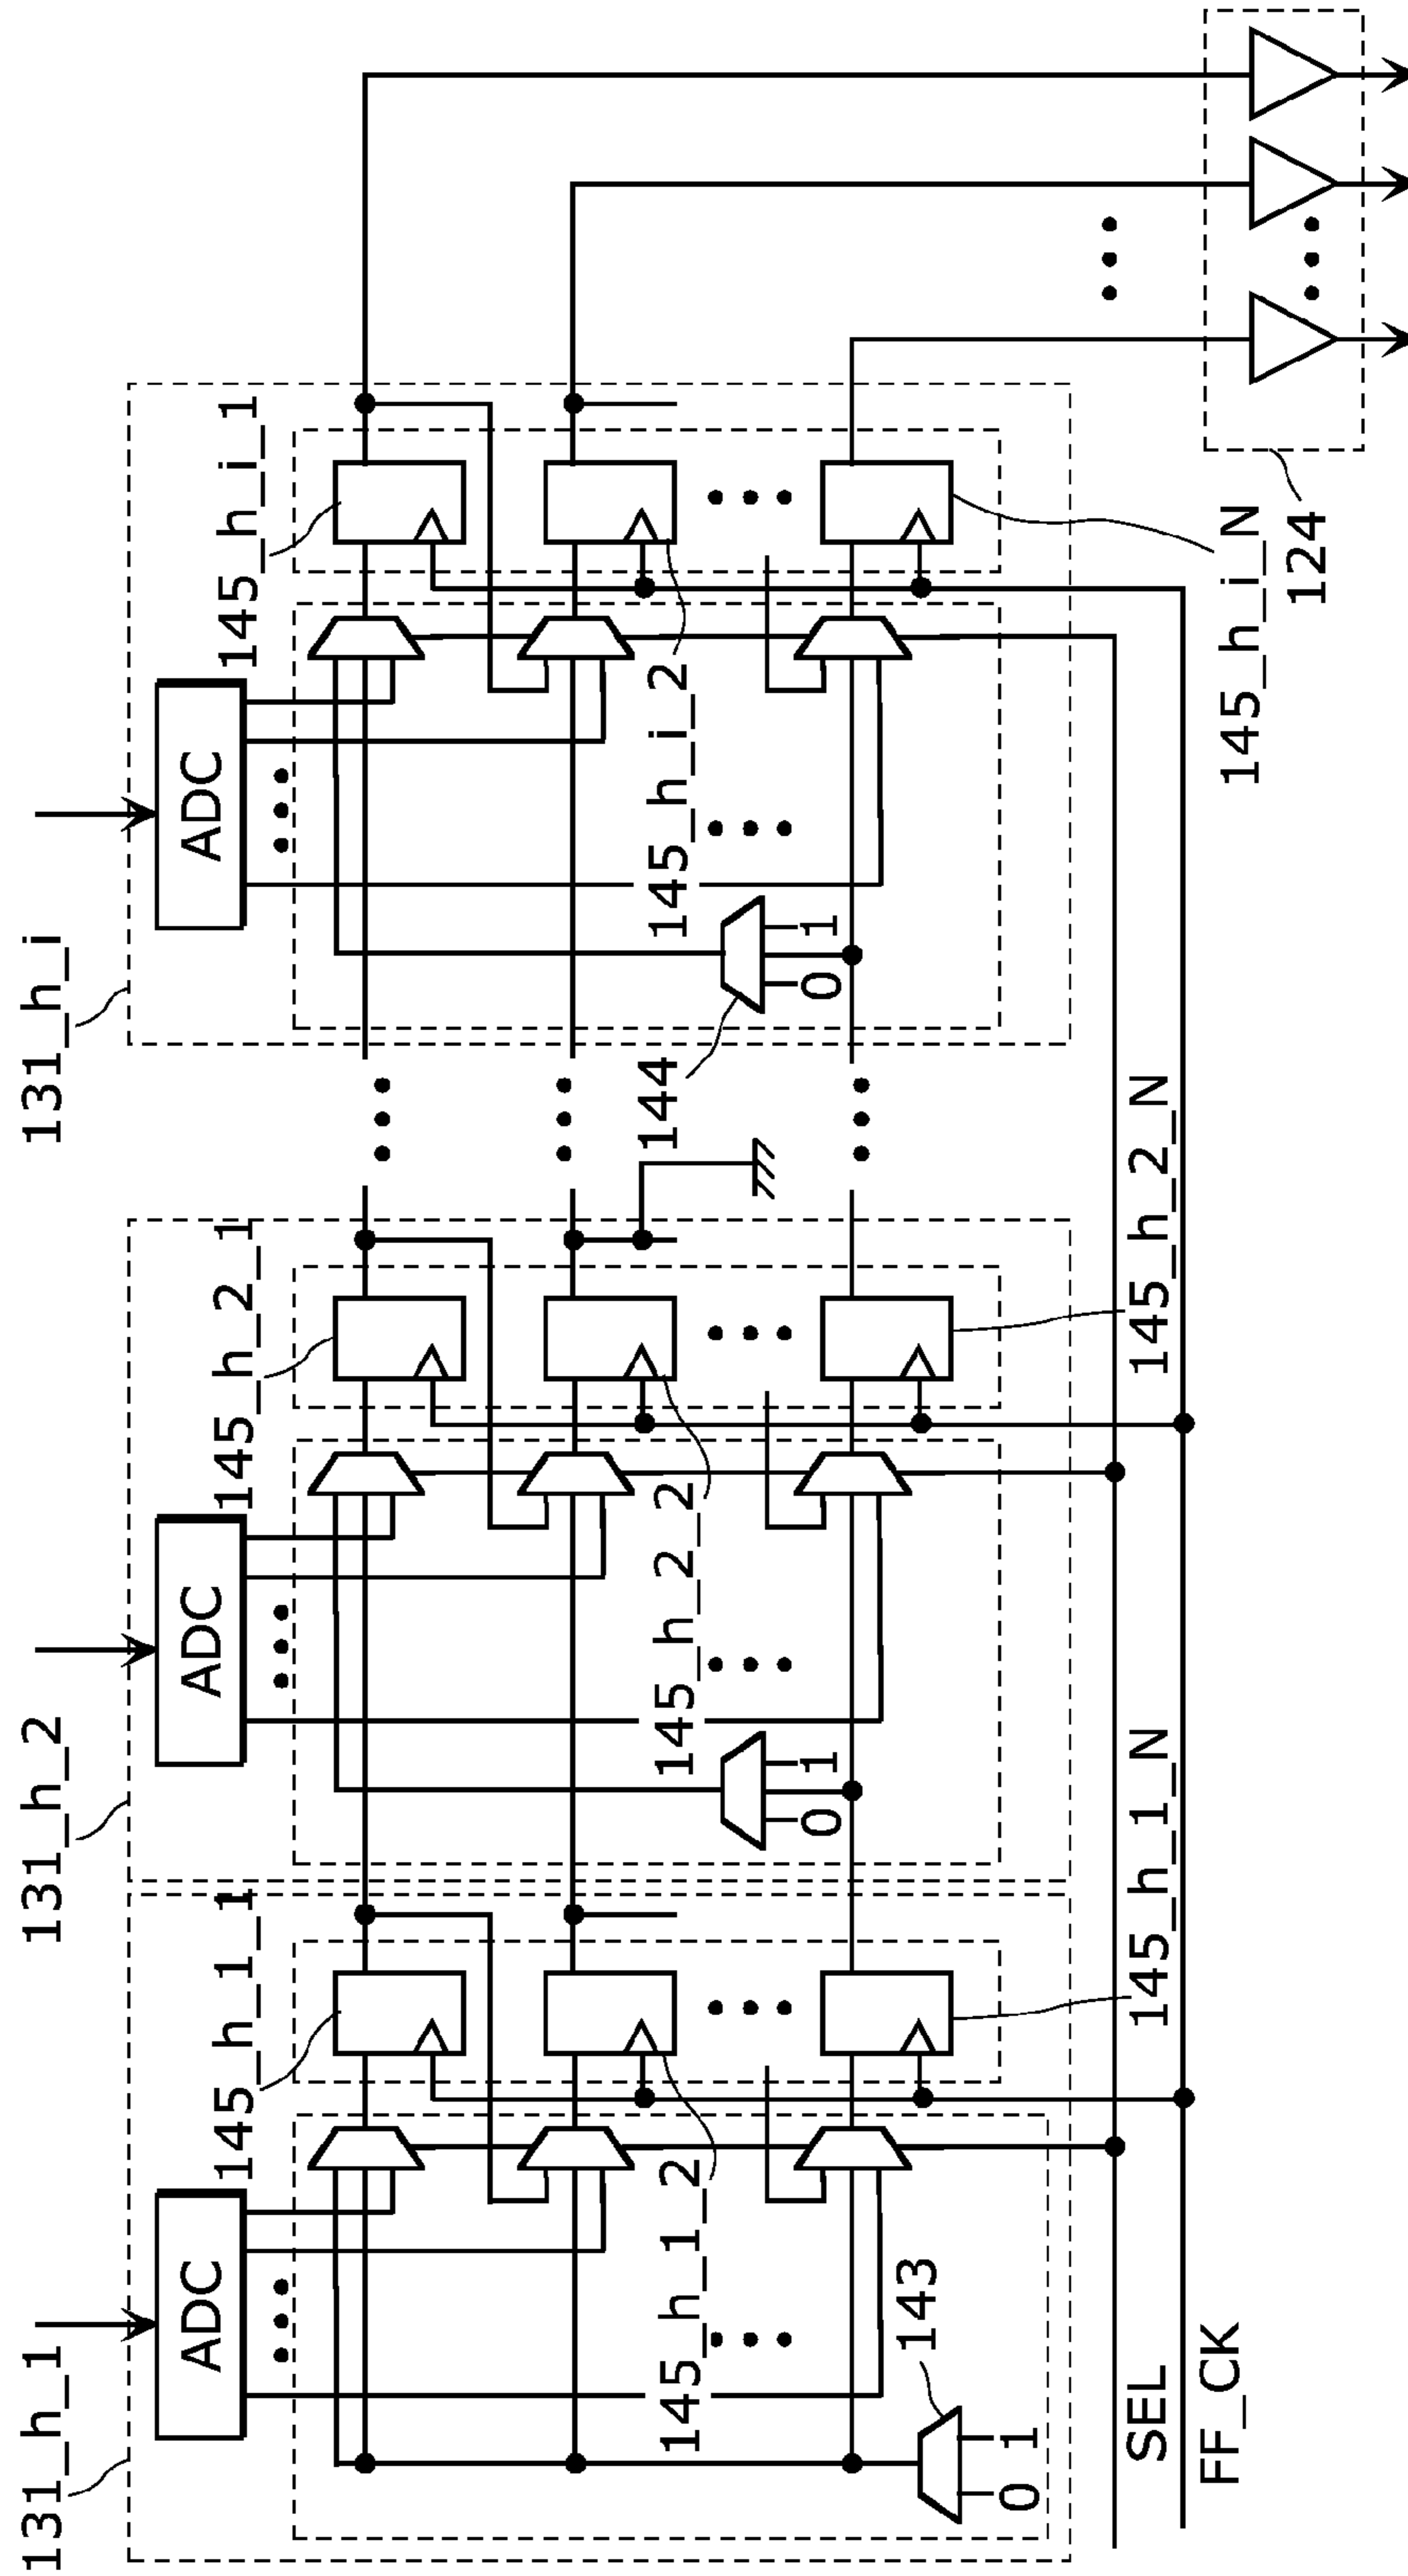 131_h_1
131_h_2
131_h_i
ADC
ADC
ADC
145_h_1_1
145_h_2_1
145_h_i_1
145_h_1_2
145_h_2_2
145_h_i_2
144
0 1
0 1
143
0 1
145_h_1_N
145_h_2_N
145_h_i_N
124
SEL
FF_CK